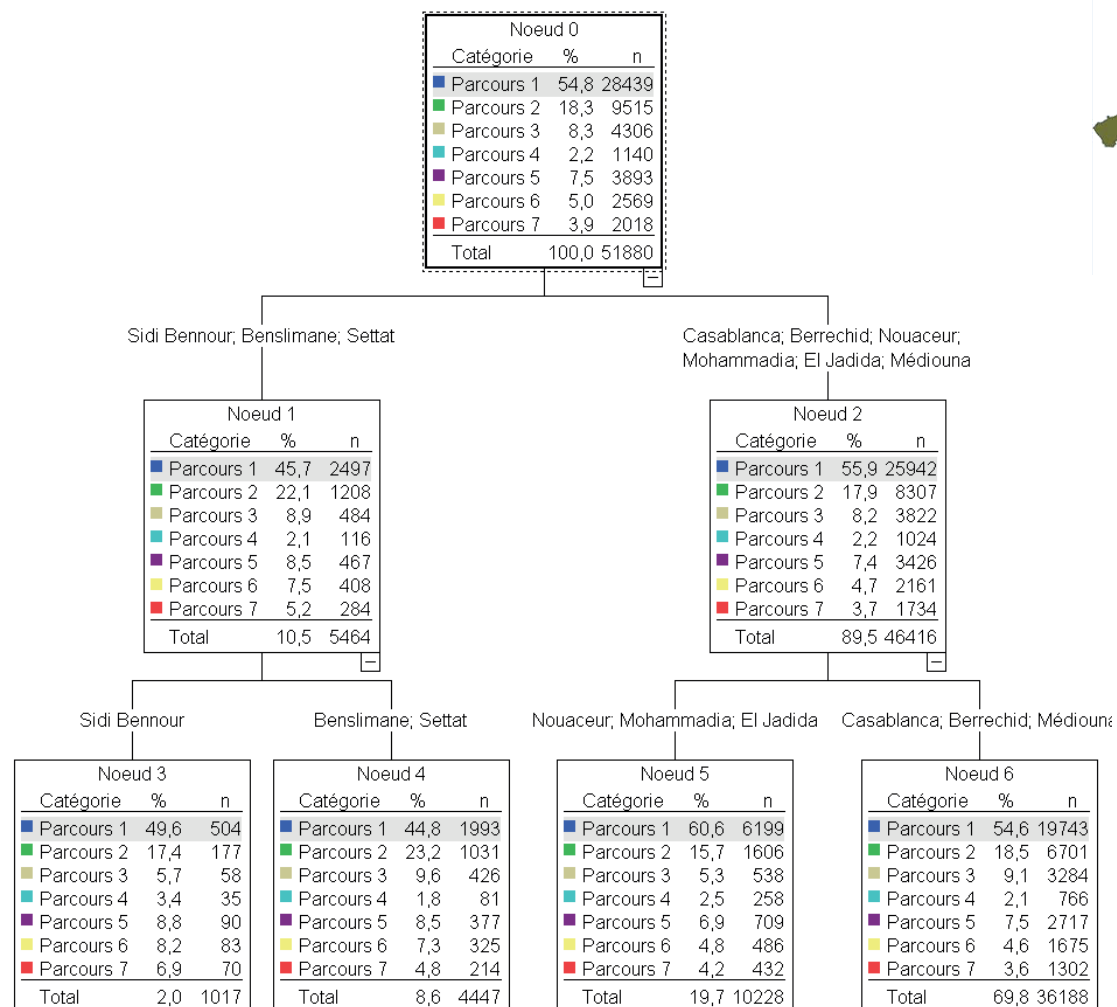 Noeud 0
Catégorie % n
Parcours 1 54,8 28439
Parcours 2 18,3 9515
Parcours 3 8,3 4306
Parcours 4 2,2 1140
Parcours 5 7,5 3893
Parcours 6 5,0 2569
Parcours 7 3,9 2018
Total 100,0 51880
Sidi Bennour; Benslimane; Settat
Casablanca; Berrechid; Nouaceur;
Mohammadia; El Jadida; Médiouna
Noeud 1
Catégorie % n
Parcours 1 45,7 2497
Parcours 2 22,1 1208
Parcours 3 8,9 484
Parcours 4 2,1 116
Parcours 5 8,5 467
Parcours 6 7,5 408
Parcours 7 5,2 284
Total 10,5 5464
Noeud 2
Catégorie % n
Parcours 1 55,9 25942
Parcours 2 17,9 8307
Parcours 3 8,2 3822
Parcours 4 2,2 1024
Parcours 5 7,4 3426
Parcours 6 4,7 2161
Parcours 7 3,7 1734
Total 89,5 46416
Sidi Bennour
Benslimane; Settat
Nouaceur; Mohammadia; El Jadida
Casablanca; Berrechid; Médiouna
Noeud 3
Catégorie % n
Parcours 1 49,6 504
Parcours 2 17,4 177
Parcours 3 5,7 58
Parcours 4 3,4 35
Parcours 5 8,8 90
Parcours 6 8,2 83
Parcours 7 6,9 70
Total 2,0 1017
Noeud 4
Catégorie % n
Parcours 1 44,8 1993
Parcours 2 23,2 1031
Parcours 3 9,6 426
Parcours 4 1,8 81
Parcours 5 8,5 377
Parcours 6 7,3 325
Parcours 7 4,8 214
Total 8,6 4447
Noeud 5
Catégorie % n
Parcours 1 60,6 6199
Parcours 2 15,7 1606
Parcours 3 5,3 538
Parcours 4 2,5 258
Parcours 5 6,9 709
Parcours 6 4,8 486
Parcours 7 4,2 432
Total 19,7 10228
Noeud 6
Catégorie % n
Parcours 1 54,6 19743
Parcours 2 18,5 6701
Parcours 3 9,1 3284
Parcours 4 2,1 766
Parcours 5 7,5 2717
Parcours 6 4,6 1675
Parcours 7 3,6 1302
Total 69,8 36188